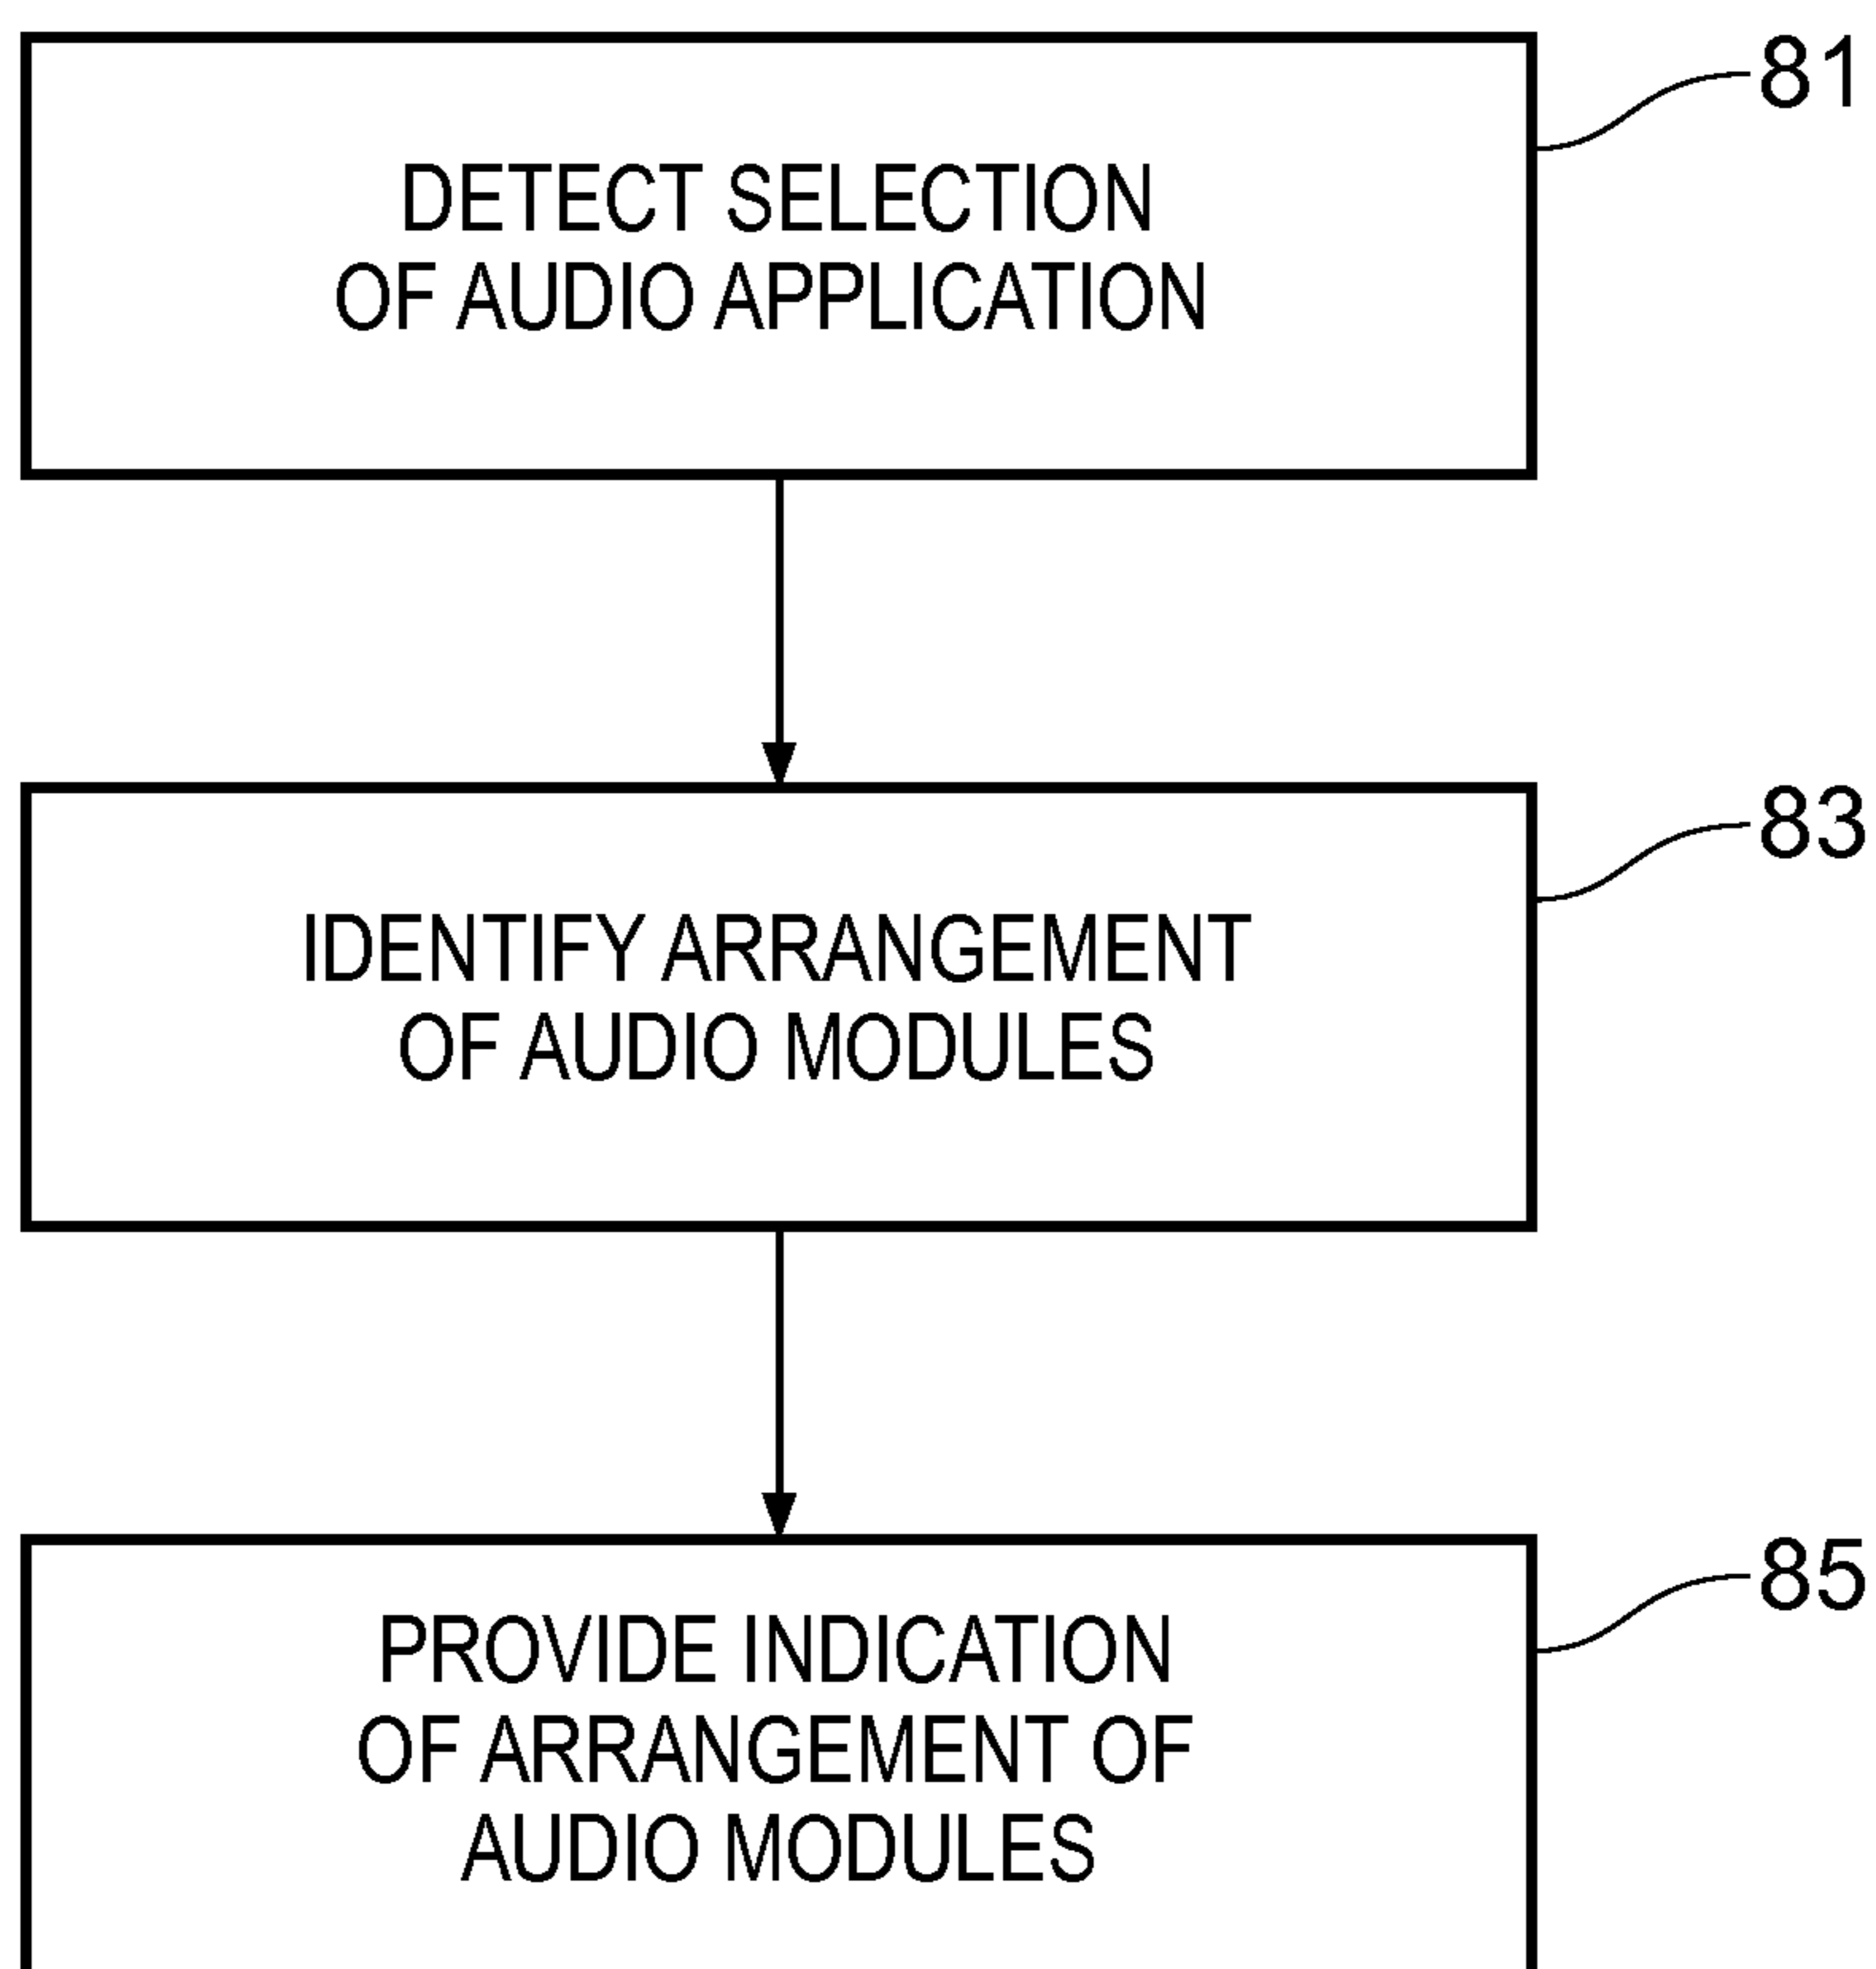 81
DETECT SELECTION
OF AUDIO APPLICATION
83
IDENTIFY ARRANGEMENT
OF AUDIO MODULES
85
PROVIDE INDICATION
OF ARRANGEMENT OF
AUDIO MODULES